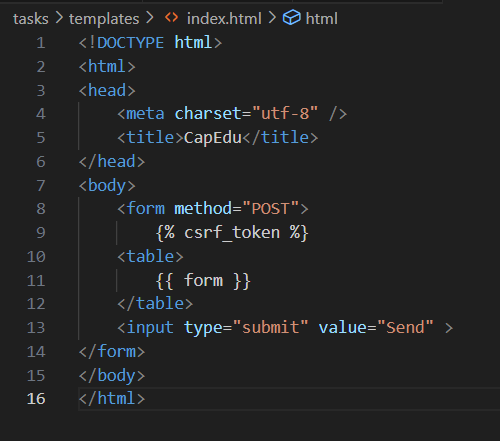 tasks > templates > <> index.html > html
1 <!DOCTYPE html>
2 <html>
3 <head>
4     <meta charset="utf-8" />
5     <title>CapEdu</title>
6 </head>
7 <body>
8     <form method="POST">
9         {% csrf_token %}
10     <table>
11         {{ form }}
12     </table>
13     <input type="submit" value="Send" >
14 </form>
15 </body>
16 </html>